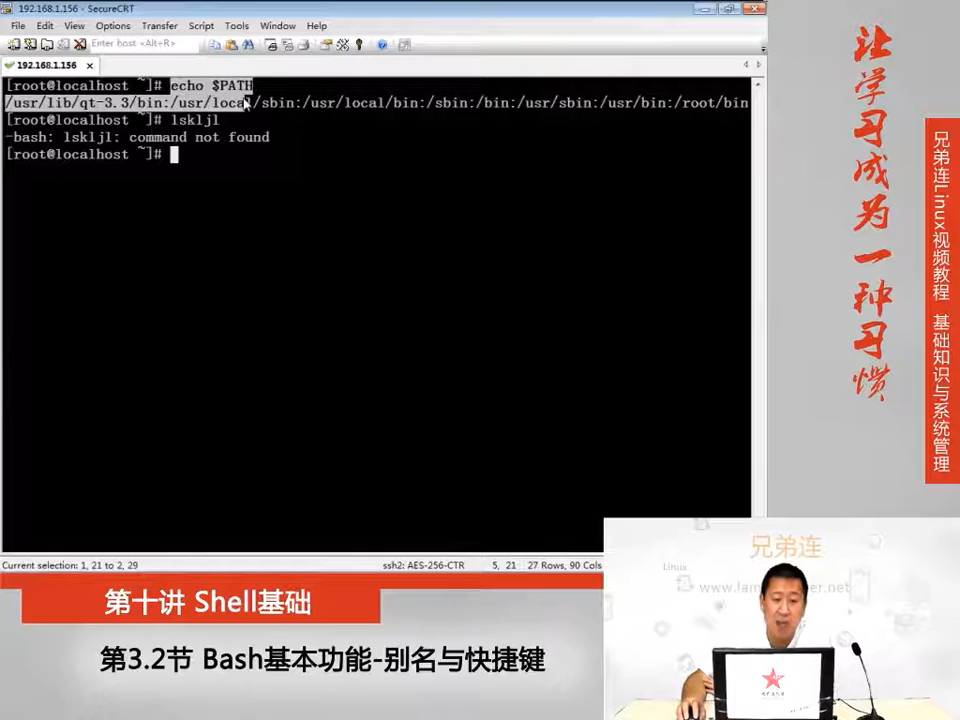 192.168.1.156 - SecureCRT
File Edit View Options Transfer Script Tools Window Help
Enter host <Alt+R>
192.168.1.156
[root@localhost ~]# echo $PATH
/usr/lib/qt-3.3/bin:/usr/local/sbin:/usr/local/bin:/sbin:/bin:/usr/sbin:/usr/bin:/root/bin
[root@localhost ~]# lskljl
-bash: lskljl: command not found
[root@localhost ~]#
Current selection: 1, 21 to 2, 29
ssh2: AES-256-CTR
5, 21
27 Rows, 90 Cols
让学习成为一种习惯
兄弟连Linux视频教程 基础知识与系统管理
兄弟连
Linux
第十讲 Shell基础
第3.2节 Bash基本功能-别名与快捷键